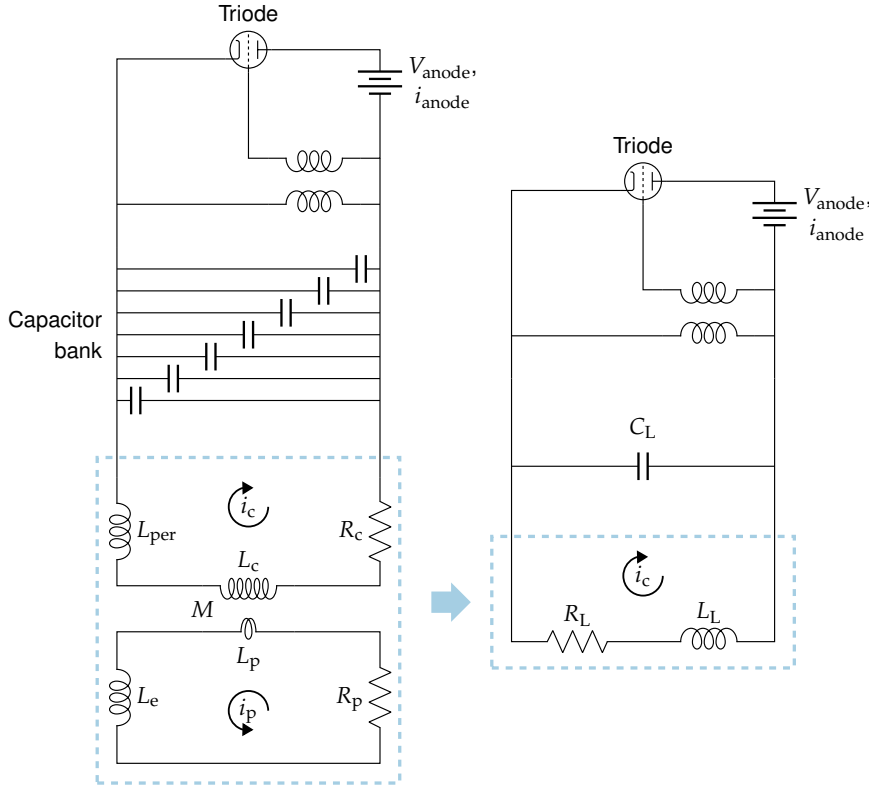 Triode
V_anode,
i_anode
Capacitor
bank
i_c
L_per
R_c
L_c
M
L_p
L_e
i_p
R_p
Triode
V_anode,
i_anode
C_L
i_c
R_L
L_L